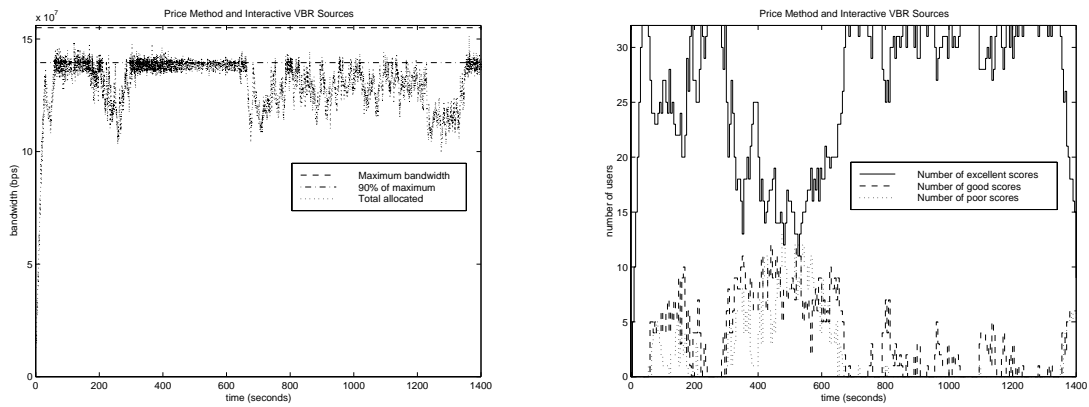 Price Method and Interactive VBR Sources
x 10⁷
15
10
5
0
bandwidth (bps)
Maximum bandwidth
90% of maximum
Total allocated
0 200 400 600 800 1000 1200 1400
time (seconds)
Price Method and Interactive VBR Sources
30
25
20
15
10
5
0
number of users
Number of excellent scores
Number of good scores
Number of poor scores
0 200 400 600 800 1000 1200 1400
time (seconds)